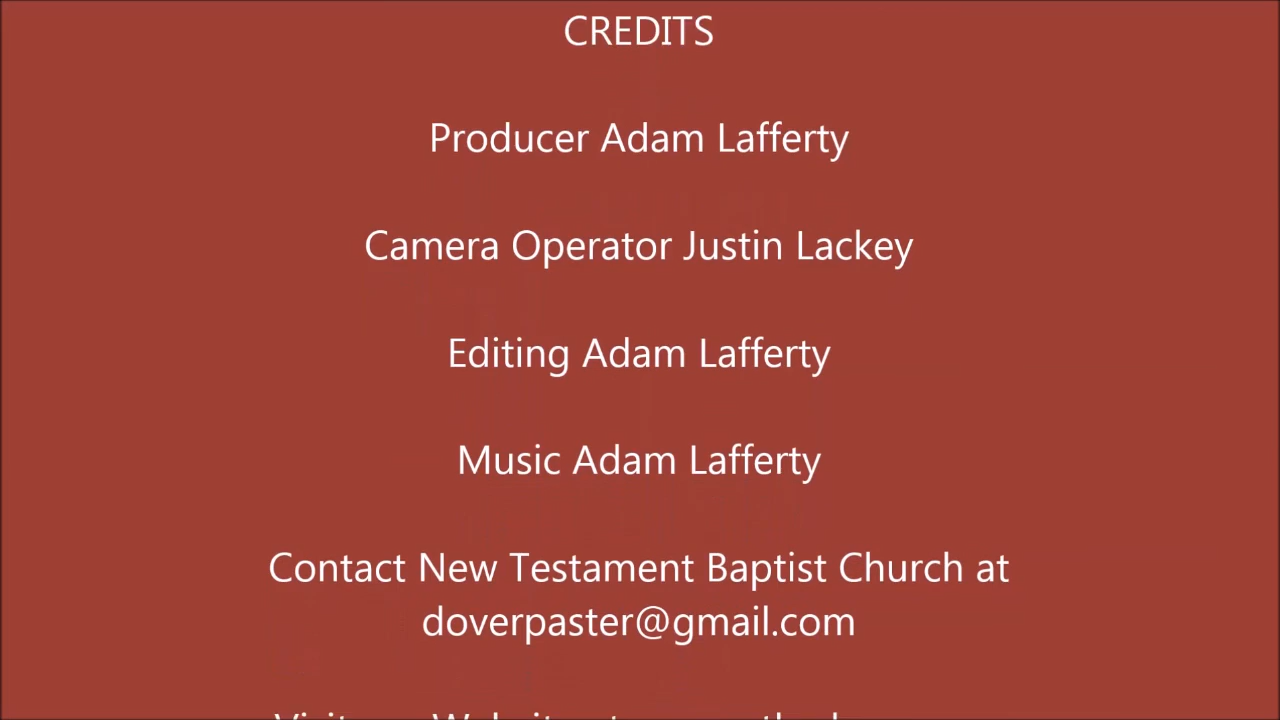 CREDITS
Producer Adam Lafferty
Camera Operator Justin Lackey
Editing Adam Lafferty
Music Adam Lafferty
Contact New Testament Baptist Church at
doverpaster@gmail.com